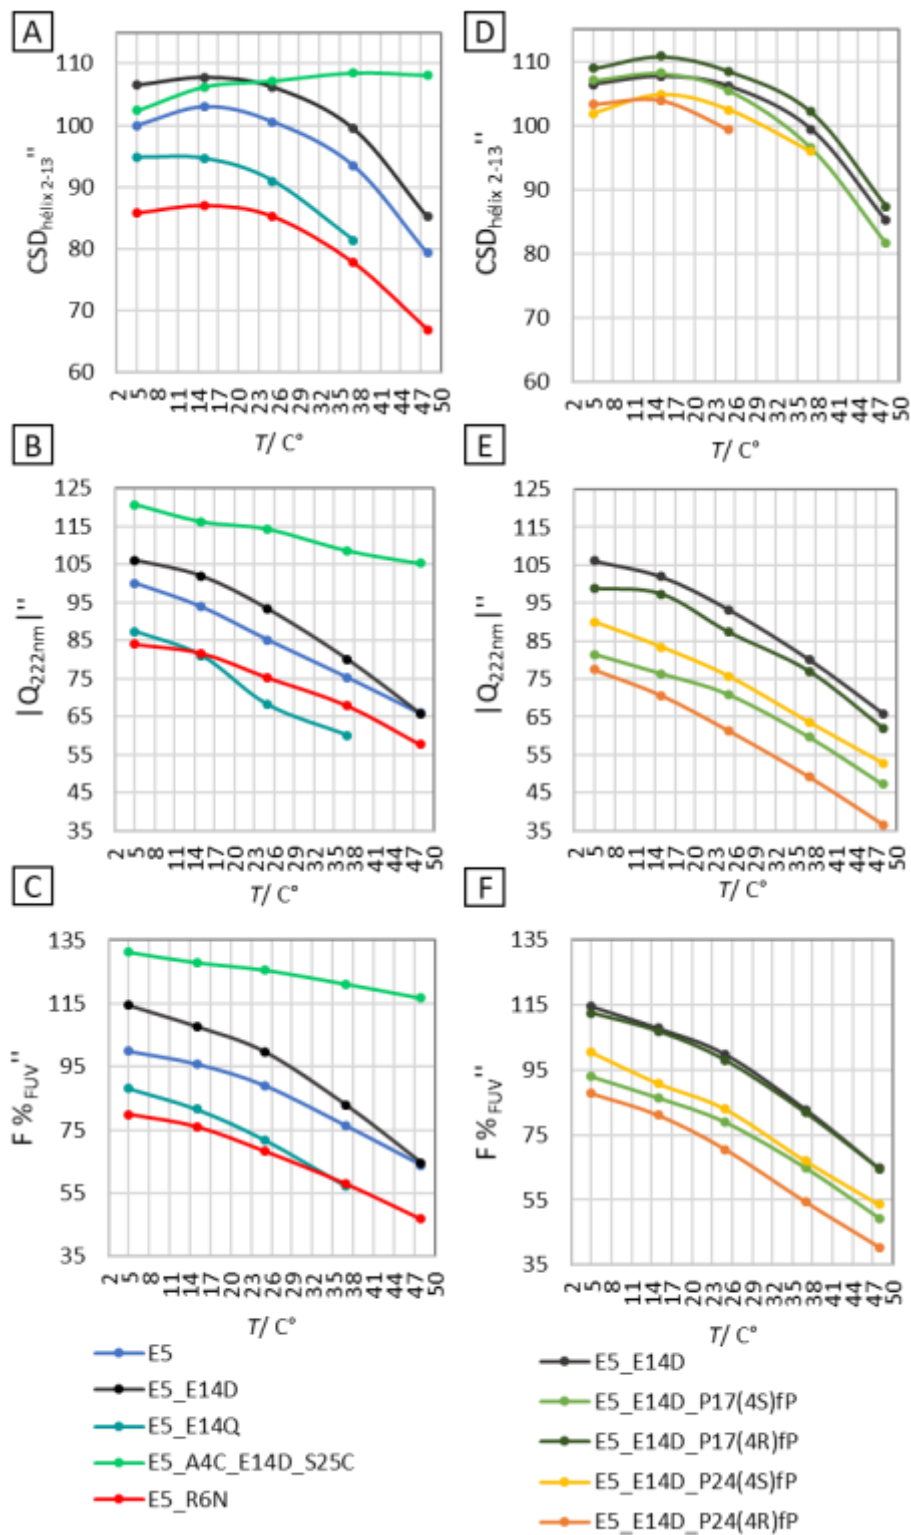 A
CSD hélix 2-13''
110
100
90
80
70
60
2 5 8 11 14 17 20 23 26 29 32 35 38 41 44 47 50
T/ C°
B
|Q222nm|''
125
115
105
95
85
75
65
55
45
35
2 5 8 11 14 17 20 23 26 29 32 35 38 41 44 47 50
T/ C°
C
F %FUV''
135
115
95
75
55
35
2 5 8 11 14 17 20 23 26 29 32 35 38 41 44 47 50
T/ C°
E5
E5_E14D
E5_E14Q
E5_A4C_E14D_S25C
E5_R6N
D
CSD hélix 2-13''
110
100
90
80
70
60
2 5 8 11 14 17 20 23 26 29 32 35 38 41 44 47 50
T/ C°
E
|Q222nm|''
125
115
105
95
85
75
65
55
45
35
2 5 8 11 14 17 20 23 26 29 32 35 38 41 44 47 50
T/ C°
F
F %FUV''
135
115
95
75
55
35
2 5 8 11 14 17 20 23 26 29 32 35 38 41 44 47 50
T/ C°
E5_E14D
E5_E14D_P17(4S)fP
E5_E14D_P17(4R)fP
E5_E14D_P24(4S)fP
E5_E14D_P24(4R)fP